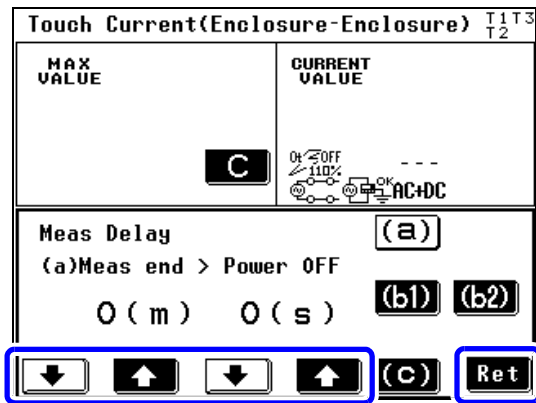 Touch Current(Enclosure-Enclosure) T1T3
T2
MAX
VALUE
C
CURRENT
VALUE
OFF
110%
---
OK
AC+DC
Meas Delay
(a)
(a)Meas end > Power OFF
(b1) (b2)
0(m) 0(s)
(c) Ret